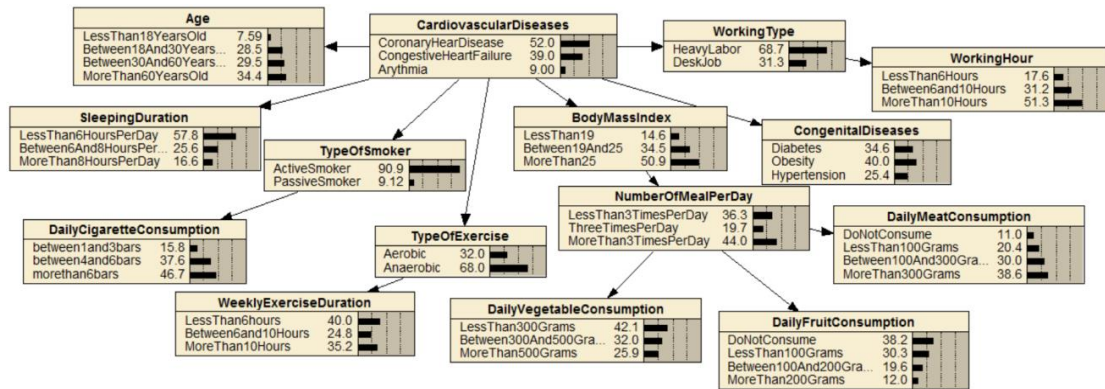 Age
LessThan18YearsOld 7.59
Between18And30Years... 28.5
Between30And60Years... 29.5
MoreThan60YearsOld 34.4
CardiovascularDiseases
CoronaryHearDisease 52.0
CongestiveHeartFailure 39.0
Arythmia 9.00
WorkingType
HeavyLabor 68.7
DeskJob 31.3
WorkingHour
LessThan6Hours 17.6
Between6and10Hours 31.2
MoreThan10Hours 51.3
SleepingDuration
LessThan6HoursPerDay 57.8
Between6And8HoursPer... 25.6
MoreThan8HoursPerDay 16.6
TypeOfSmoker
ActiveSmoker 90.9
PassiveSmoker 9.12
BodyMassIndex
LessThan19 14.6
Between19And25 34.5
MoreThan25 50.9
CongenitalDiseases
Diabetes 34.6
Obesity 40.0
Hypertension 25.4
DailyCigaretteConsumption
between1and3bars 15.8
between4and6bars 37.6
morethan6bars 46.7
TypeOfExercise
Aerobic 32.0
Anaerobic 68.0
NumberOfMealPerDay
LessThan3TimesPerDay 36.3
ThreeTimesPerDay 19.7
MoreThan3TimesPerDay 44.0
DailyMeatConsumption
DoNotConsume 11.0
LessThan100Grams 20.4
Between100And300Gra... 30.0
MoreThan300Grams 38.6
WeeklyExerciseDuration
LessThan6hours 40.0
Between6and10Hours 24.8
MoreThan10Hours 35.2
DailyVegetableConsumption
LessThan300Grams 42.1
Between300And500Gra... 32.0
MoreThan500Grams 25.9
DailyFruitConsumption
DoNotConsume 38.2
LessThan100Grams 30.3
Between100And200Gra... 19.6
MoreThan200Grams 12.0